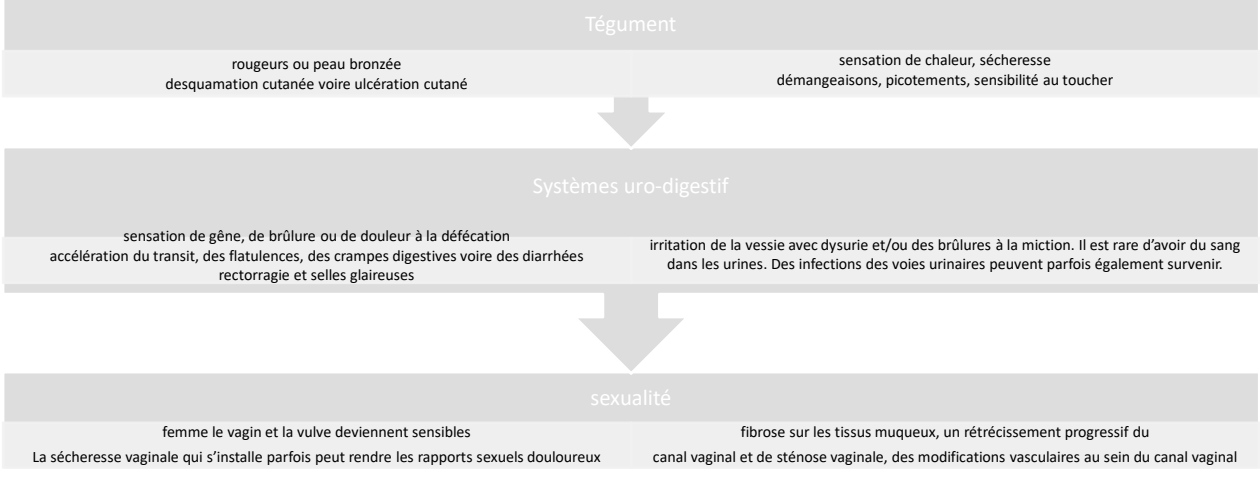 Tégument
rougeurs ou peau bronzée
desquamation cutanée voire ulcération cutané
sensation de chaleur, sécheresse
démangeaisons, picotements, sensibilité au toucher
Systèmes uro-digestif
sensation de gêne, de brûlure ou de douleur à la défécation
accélération du transit, des flatulences, des crampes digestives voire des diarrhées
rectorragie et selles glaireuses
irritation de la vessie avec dysurie et/ou des brûlures à la miction. Il est rare d’avoir du sang
dans les urines. Des infections des voies urinaires peuvent parfois également survenir.
sexualité
femme le vagin et la vulve deviennent sensibles
La sécheresse vaginale qui s’installe parfois peut rendre les rapports sexuels douloureux
fibrose sur les tissus muqueux, un rétrécissement progressif du
canal vaginal et de sténose vaginale, des modifications vasculaires au sein du canal vaginal